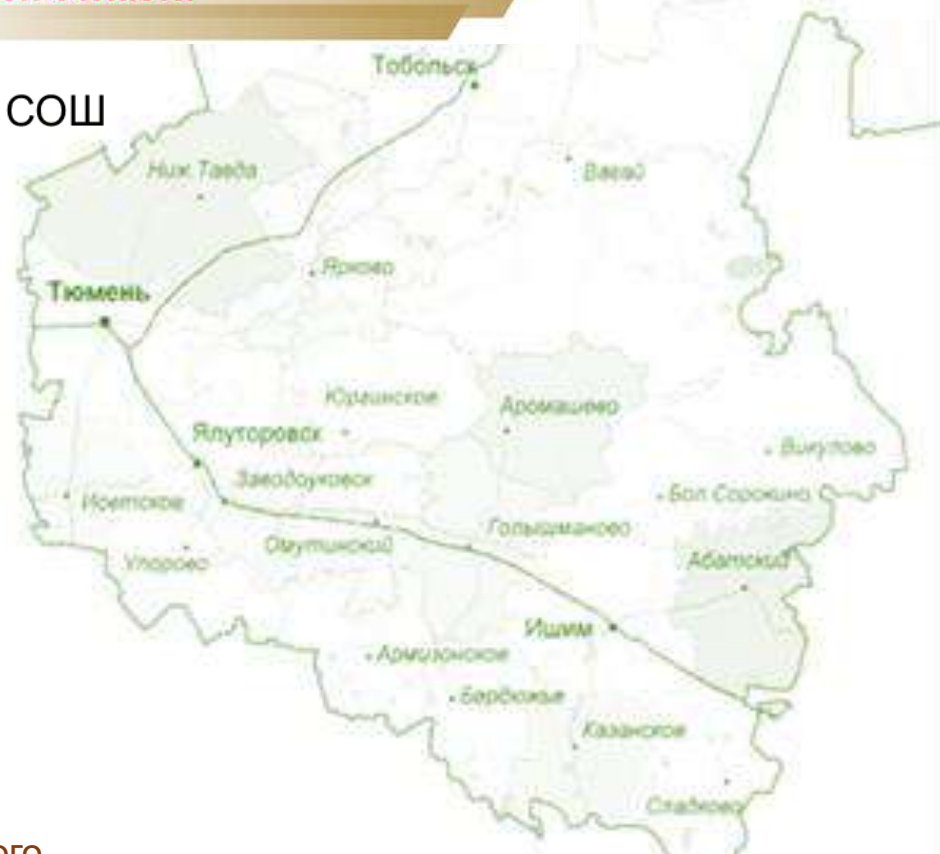 Тобольск
СОШ
Ниж Тавда
Вагай
Ярково
Тюмень
Юргинское
Аромашево
Ялуторовск
Викулово
Заводоуковск
Бол Сорокино
Исетское
Голышманово
Омутинский
Упорово
Абатский
Ишим
Армизонское
Бердюжье
Казанское
Сладково
ого